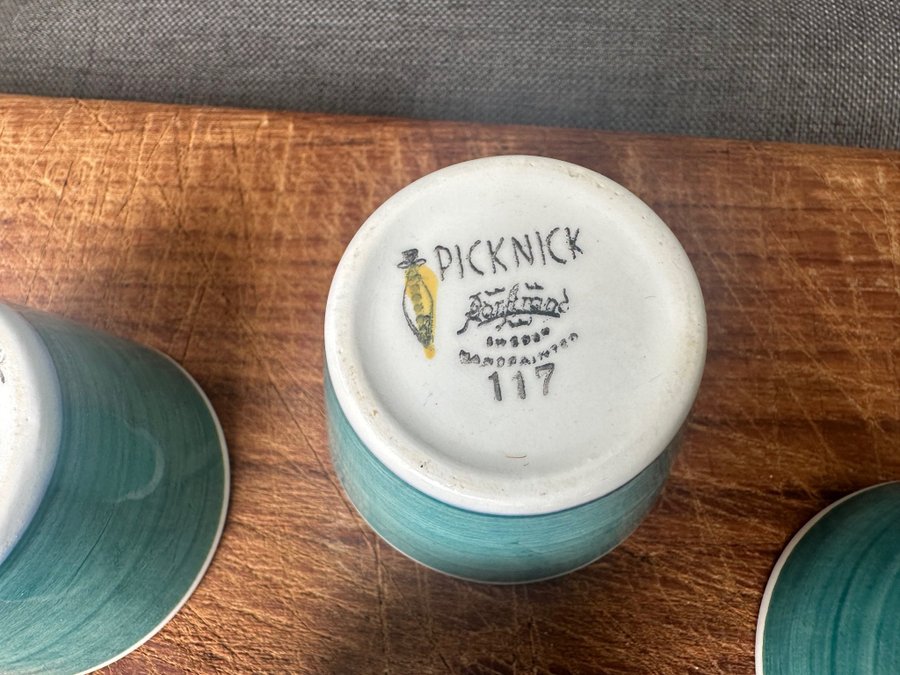 PICKNICK
Rörstrand
SWEDEN
HANDPAINTED
117